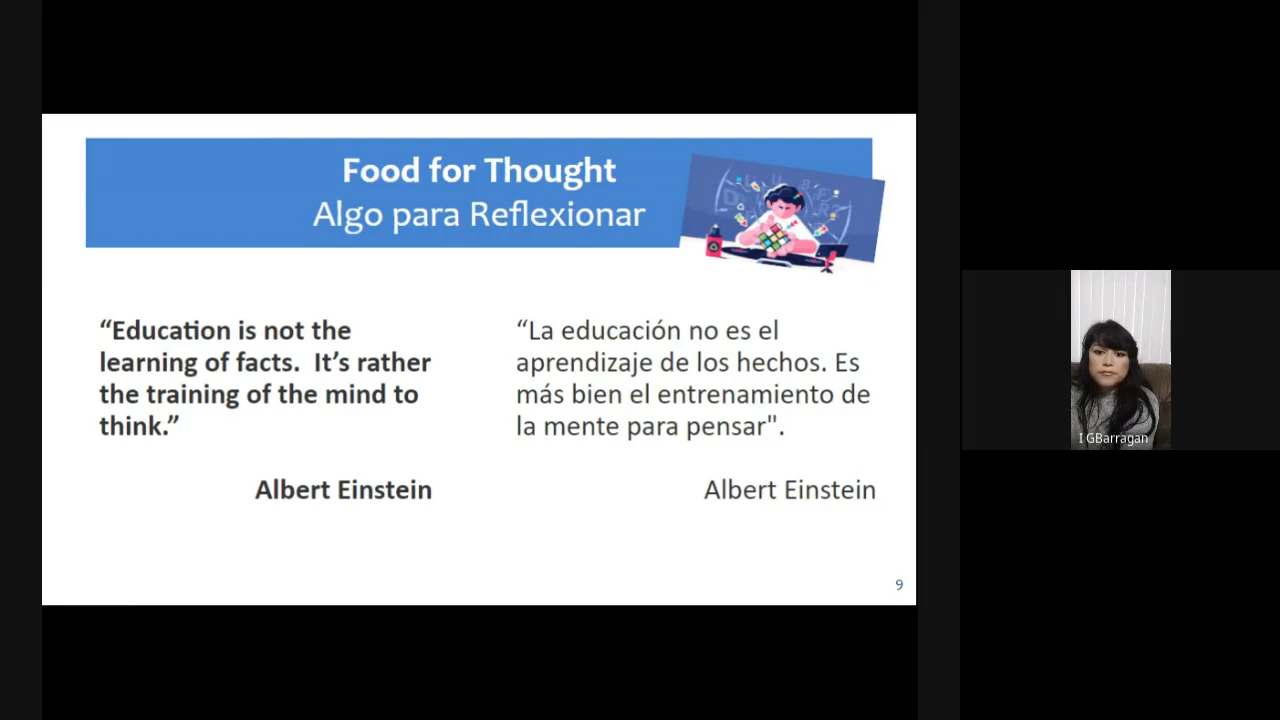 Food for Thought
Algo para Reflexionar
“Education is not the
learning of facts.  It’s rather
the training of the mind to
think.”
Albert Einstein
“La educación no es el
aprendizaje de los hechos. Es
más bien el entrenamiento de
la mente para pensar".
Albert Einstein
9
I GBarragan